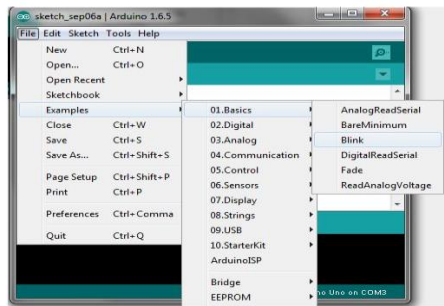 sketch_sep06a | Arduino 1.6.5
File Edit Sketch Tools Help
New Ctrl+N
Open... Ctrl+O
Open Recent
Sketchbook
Examples
Close Ctrl+W
Save Ctrl+S
Save As... Ctrl+Shift+S
Page Setup Ctrl+Shift+P
Print Ctrl+P
Preferences Ctrl+Comma
Quit Ctrl+Q
01.Basics
02.Digital
03.Analog
04.Communication
05.Control
06.Sensors
07.Display
08.Strings
09.USB
10.StarterKit
ArduinoISP
Bridge
EEPROM
AnalogReadSerial
BareMinimum
Blink
DigitalReadSerial
Fade
ReadAnalogVoltage
no Uno on COM3